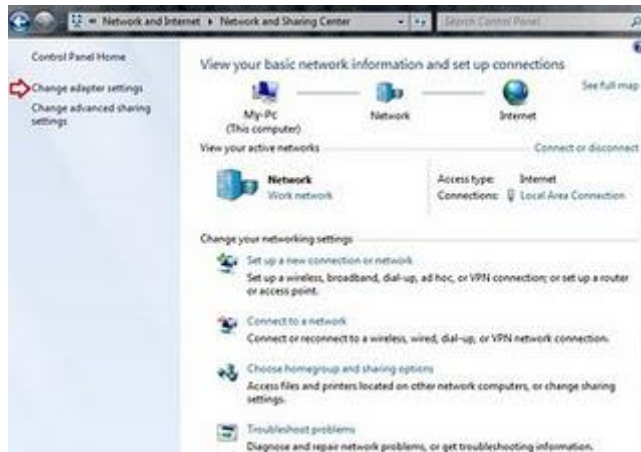 Network and Internet ▸ Network and Sharing Center
Search Control Panel
Control Panel Home
Change adapter settings
Change advanced sharing
settings
View your basic network information and set up connections
See full map
My-Pc
(This computer)
Network
Internet
View your active networks
Connect or disconnect
Network
Work network
Access type: Internet
Connections: Local Area Connection
Change your networking settings
Set up a new connection or network
Set up a wireless, broadband, dial-up, ad hoc, or VPN connection; or set up a router
or access point.
Connect to a network
Connect or reconnect to a wireless, wired, dial-up, or VPN network connection.
Choose homegroup and sharing options
Access files and printers located on other network computers, or change sharing
settings.
Troubleshoot problems
Diagnose and repair network problems, or get troubleshooting information.